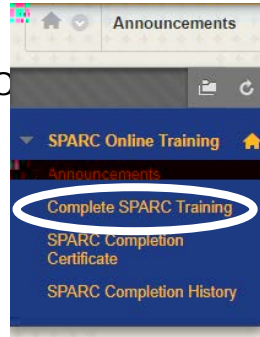 Announcements
SPARC Online Training
Announcements
Complete SPARC Training
SPARC Completion
Certificate
SPARC Completion History